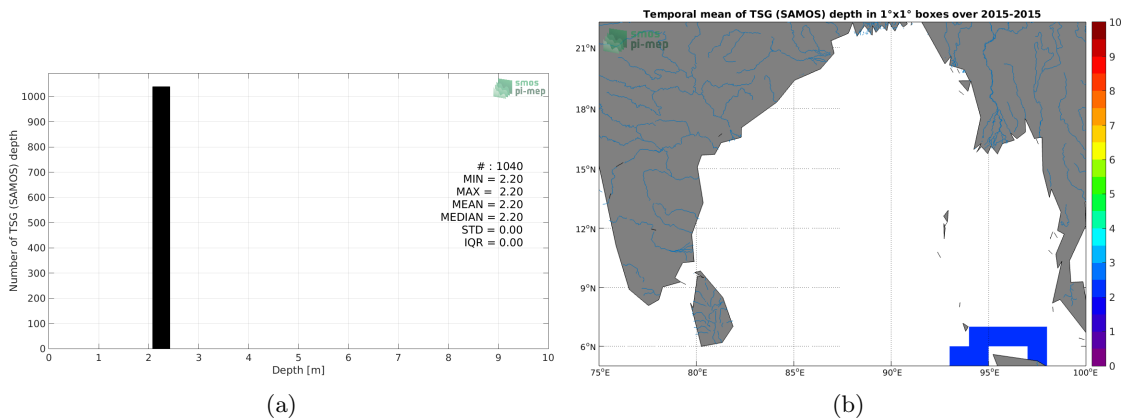 smos
pi-mep
1000
900
800
700
600
500
400
300
200
100
0
Number of TSG (SAMOS) depth
# : 1040
MIN = 2.20
MAX = 2.20
MEAN = 2.20
MEDIAN = 2.20
STD = 0.00
IQR = 0.00
0 1 2 3 4 5 6 7 8 9 10
Depth [m]
(a)
Temporal mean of TSG (SAMOS) depth in 1°x1° boxes over 2015-2015
smos
pi-mep
21°N
18°N
15°N
12°N
9°N
6°N
75°E 80°E 85°E 90°E 95°E 100°E
10
9
8
7
6
5
4
3
2
1
0
(b)